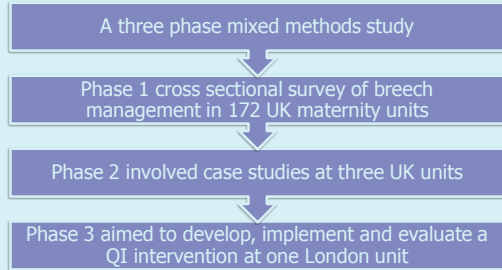 A three phase mixed methods study
Phase 1 cross sectional survey of breech
management in 172 UK maternity units
Phase 2 involved case studies at three UK units
Phase 3 aimed to develop, implement and evaluate a
QI intervention at one London unit